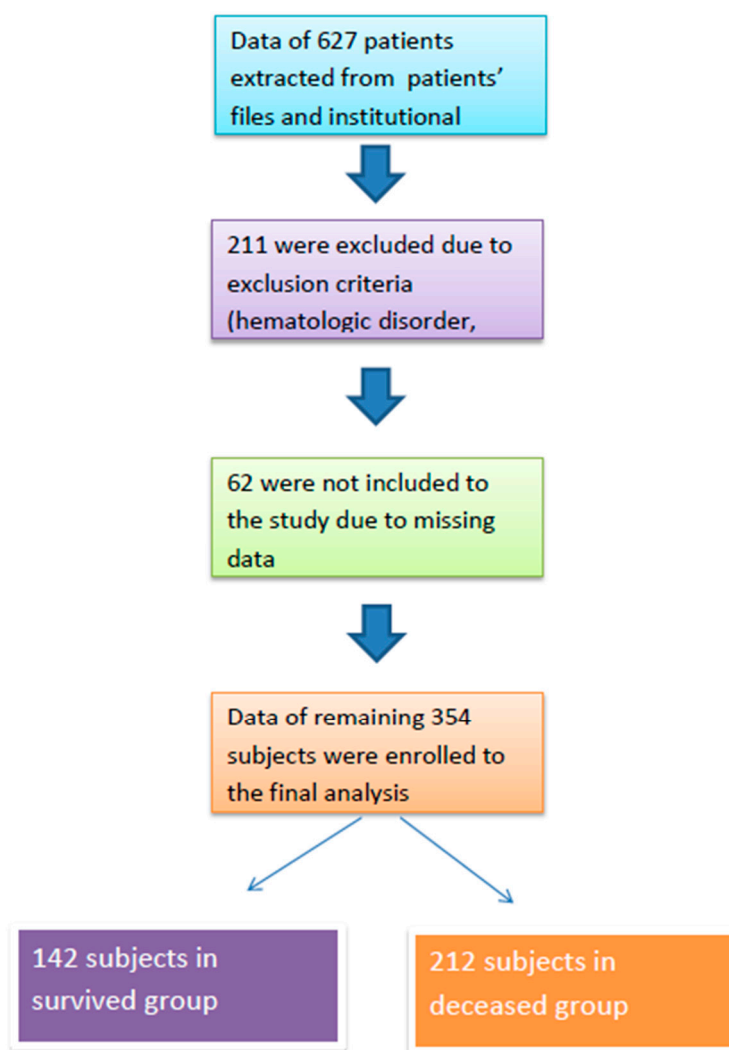 Data of 627 patients
extracted from patients’
files and institutional
211 were excluded due to
exclusion criteria
(hematologic disorder,
62 were not included to
the study due to missing
data
Data of remaining 354
subjects were enrolled to
the final analysis
142 subjects in
survived group
212 subjects in
deceased group